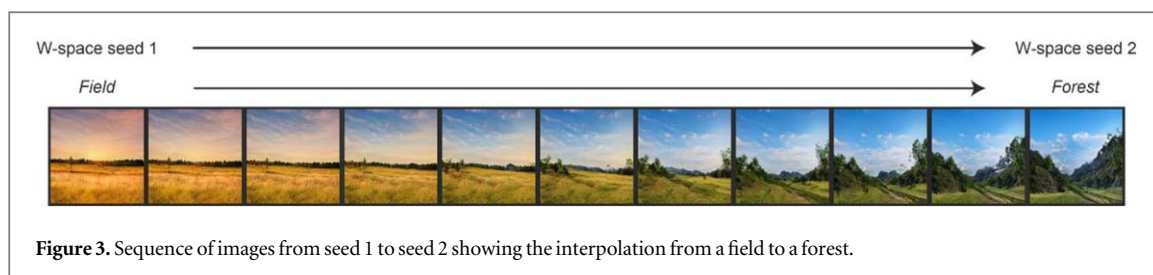 W-space seed 1 W-space seed 2
Field Forest
Figure 3. Sequence of images from seed 1 to seed 2 showing the interpolation from a field to a forest.